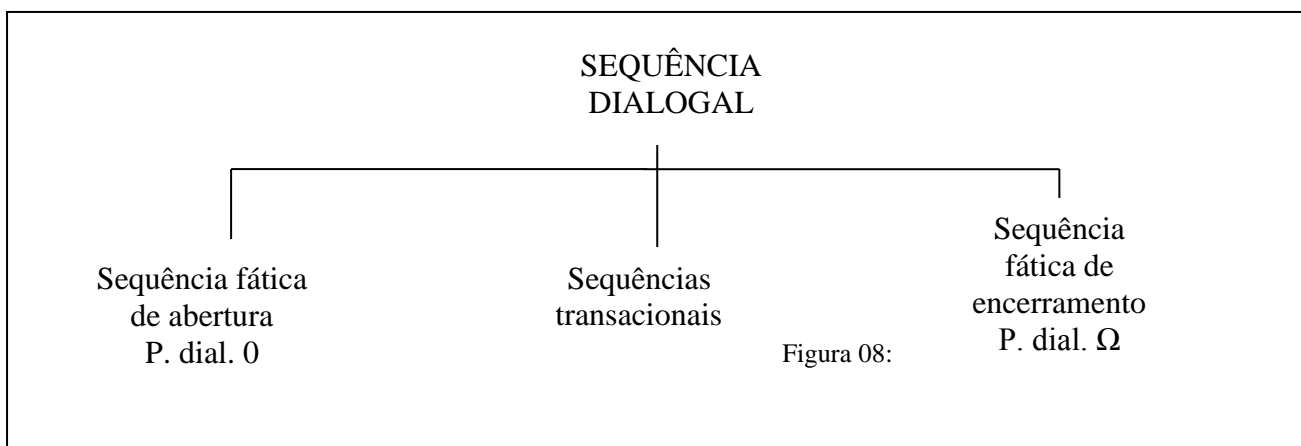 SEQUÊNCIA
DIALOGAL
Sequência fática
de abertura
P. dial. 0
Sequências
transacionais
Sequência
fática de
encerramento
P. dial. Ω
Figura 08: